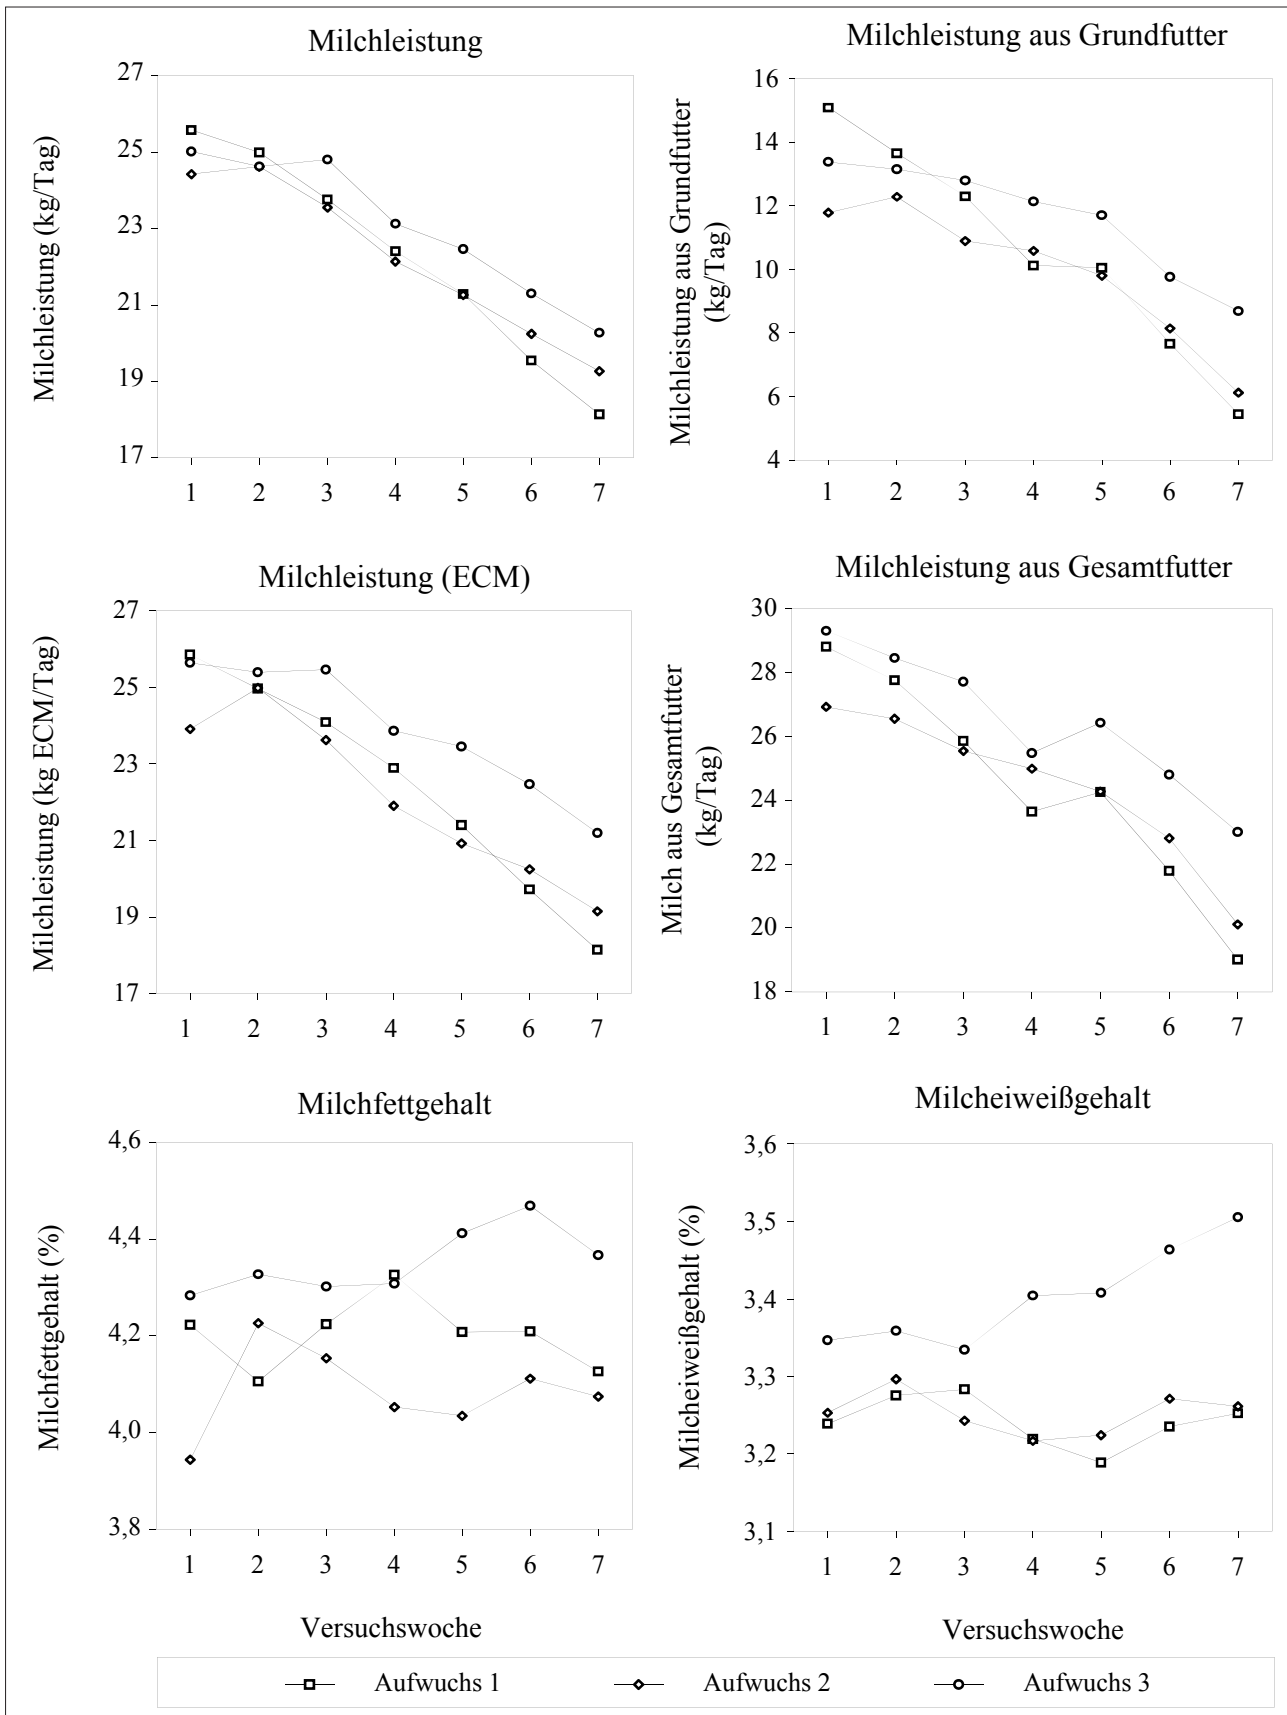 Milchleistung
27
25
23
21
19
17
Milchleistung (kg/Tag)
1 2 3 4 5 6 7
Milchleistung aus Grundfutter
16
14
12
10
8
6
4
Milchleistung aus Grundfutter
(kg/Tag)
1 2 3 4 5 6 7
Milchleistung (ECM)
27
25
23
21
19
17
Milchleistung (kg ECM/Tag)
1 2 3 4 5 6 7
Milchleistung aus Gesamtfutter
30
28
26
24
22
20
18
Milch aus Gesamtfutter
(kg/Tag)
1 2 3 4 5 6 7
Milchfettgehalt
4,6
4,4
4,2
4,0
3,8
Milchfettgehalt (%)
1 2 3 4 5 6 7
Versuchswoche
Milcheiweißgehalt
3,6
3,5
3,4
3,3
3,2
3,1
Milcheiweißgehalt (%)
1 2 3 4 5 6 7
Versuchswoche
Aufwuchs 1 Aufwuchs 2 Aufwuchs 3